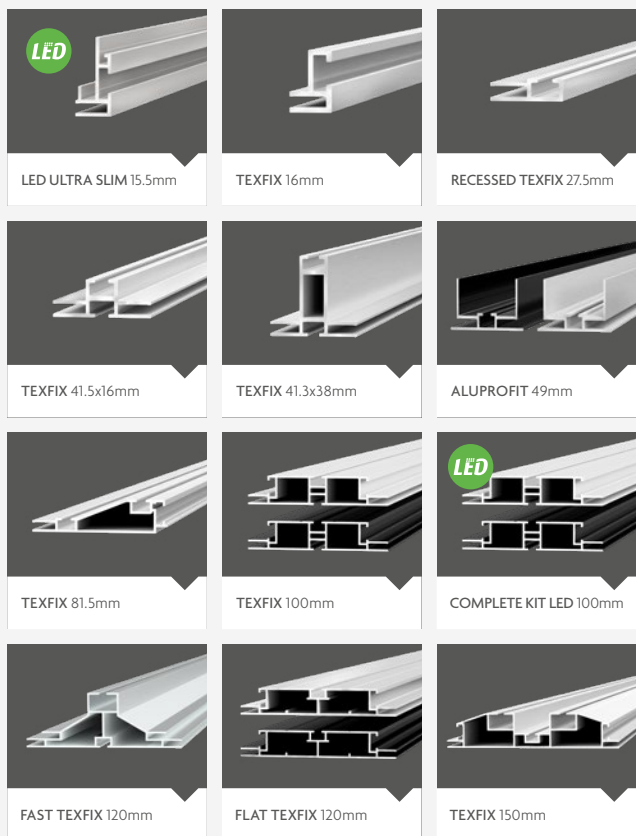 LED
LED ULTRA SLIM 15.5mm
TEXFIX 16mm
RECESSED TEXFIX 27.5mm
TEXFIX 41.5x16mm
TEXFIX 41.3x38mm
ALUPROFIT 49mm
LED
TEXFIX 81.5mm
TEXFIX 100mm
COMPLETE KIT LED 100mm
FAST TEXFIX 120mm
FLAT TEXFIX 120mm
TEXFIX 150mm